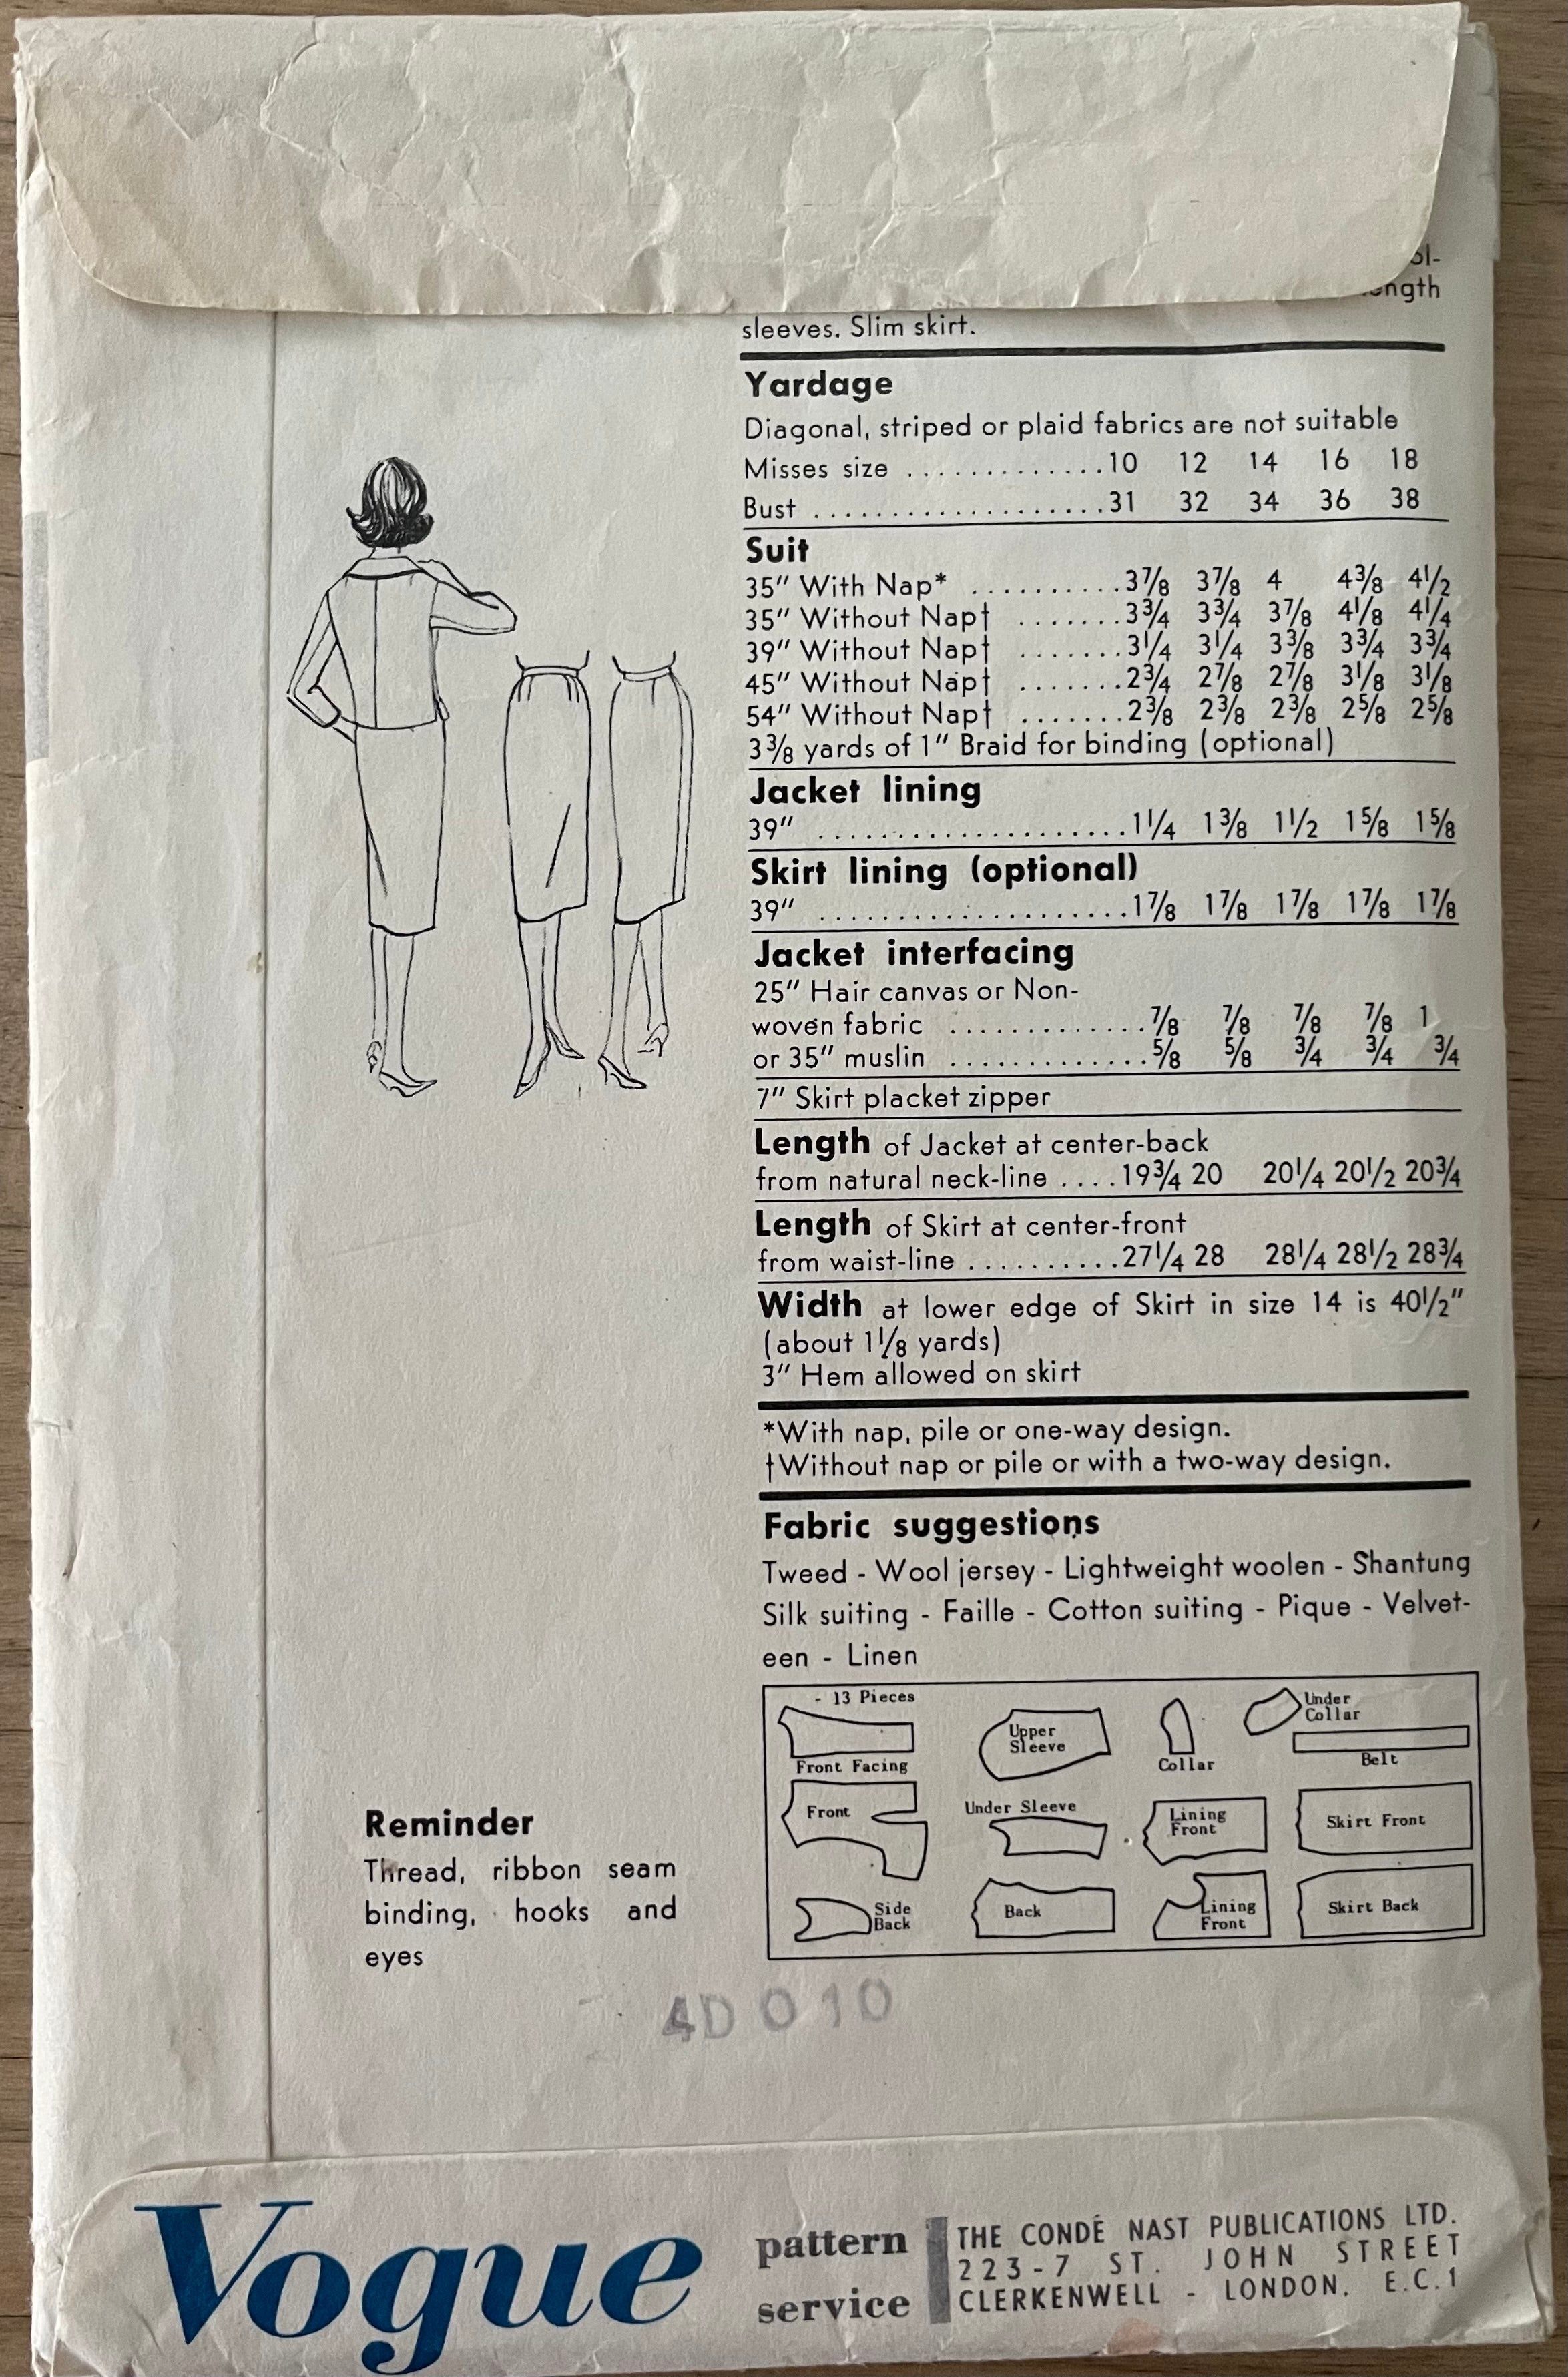 sleeves. Slim skirt.
Yardage
Diagonal, striped or plaid fabrics are not suitable
Misses size .............10 12 14 16 18
Bust ...................31 32 34 36 38
Suit
35" With Nap* ..........3⅞ 3⅞ 4 4⅜ 4½
35" Without Nap† .......3¾ 3¾ 3⅞ 4⅛ 4¼
39" Without Nap† .......3¼ 3¼ 3⅜ 3¾ 3¾
45" Without Nap† .......2¾ 2⅞ 2⅞ 3⅛ 3⅛
54" Without Nap† .......2⅜ 2⅜ 2⅜ 2⅝ 2⅝
3⅜ yards of 1" Braid for binding (optional)
Jacket lining
39" ....................1¼ 1⅜ 1½ 1⅝ 1⅝
Skirt lining (optional)
39" ....................1⅞ 1⅞ 1⅞ 1⅞ 1⅞
Jacket interfacing
25" Hair canvas or Non-
woven fabric .............⅞ ⅞ ⅞ ⅞ 1
or 35" muslin .............⅝ ⅝ ¾ ¾ ¾
7" Skirt placket zipper
Length of Jacket at center-back
from natural neck-line ....19¾ 20 20¼ 20½ 20¾
Length of Skirt at center-front
from waist-line ..........27¼ 28 28¼ 28½ 28¾
Width at lower edge of Skirt in size 14 is 40½"
(about 1⅛ yards)
3" Hem allowed on skirt
*With nap, pile or one-way design.
†Without nap or pile or with a two-way design.
Fabric suggestions
Tweed - Wool jersey - Lightweight woolen - Shantung
Silk suiting - Faille - Cotton suiting - Pique - Velvet-
een - Linen
- 13 Pieces
Front Facing
Upper
Sleeve
Collar
Under
Collar
Belt
Front
Under Sleeve
Lining
Front
Skirt Front
Side
Back
Back
Lining
Front
Skirt Back
Reminder
Thread, ribbon seam
binding, hooks and
eyes
4D 010
Vogue
pattern
service
THE CONDÉ NAST PUBLICATIONS LTD.
223-7 ST. JOHN STREET
CLERKENWELL - LONDON. E.C.1